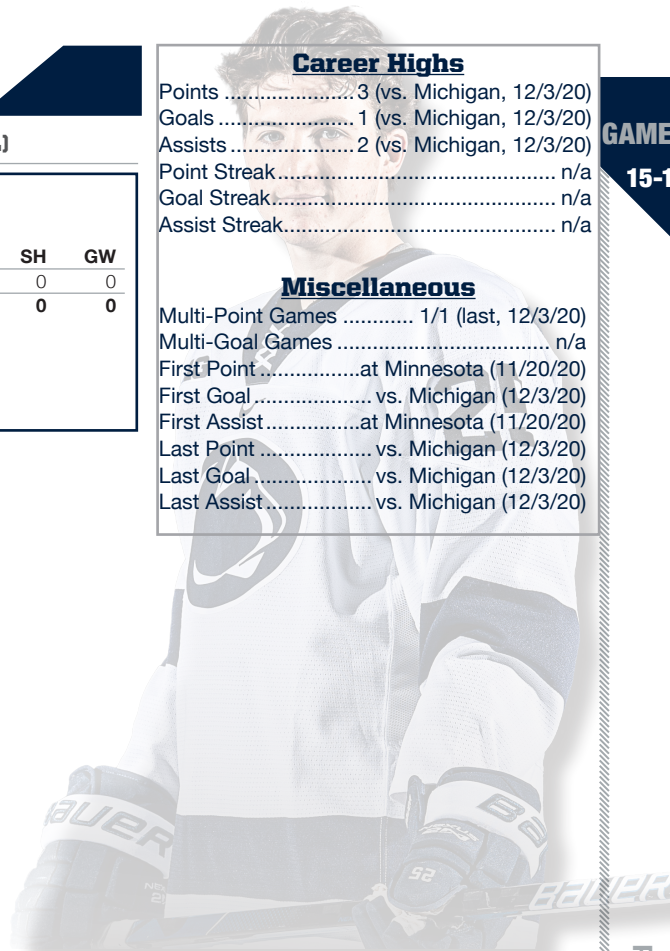 Career Highs
Points ....................... 3 (vs. Michigan, 12/3/20)
Goals ........................ 1 (vs. Michigan, 12/3/20)
Assists ...................... 2 (vs. Michigan, 12/3/20)
Point Streak ................................................. n/a
Goal Streak .................................................. n/a
Assist Streak ................................................ n/a
Miscellaneous
Multi-Point Games ............ 1/1 (last, 12/3/20)
Multi-Goal Games ...................................... n/a
First Point ..................at Minnesota (11/20/20)
First Goal ..................... vs. Michigan (12/3/20)
First Assist .................at Minnesota (11/20/20)
Last Point .................... vs. Michigan (12/3/20)
Last Goal ..................... vs. Michigan (12/3/20)
Last Assist ................... vs. Michigan (12/3/20)
SH GW
0 0
0 0
GAME
15-1
BAUER
BA
25
BAUER